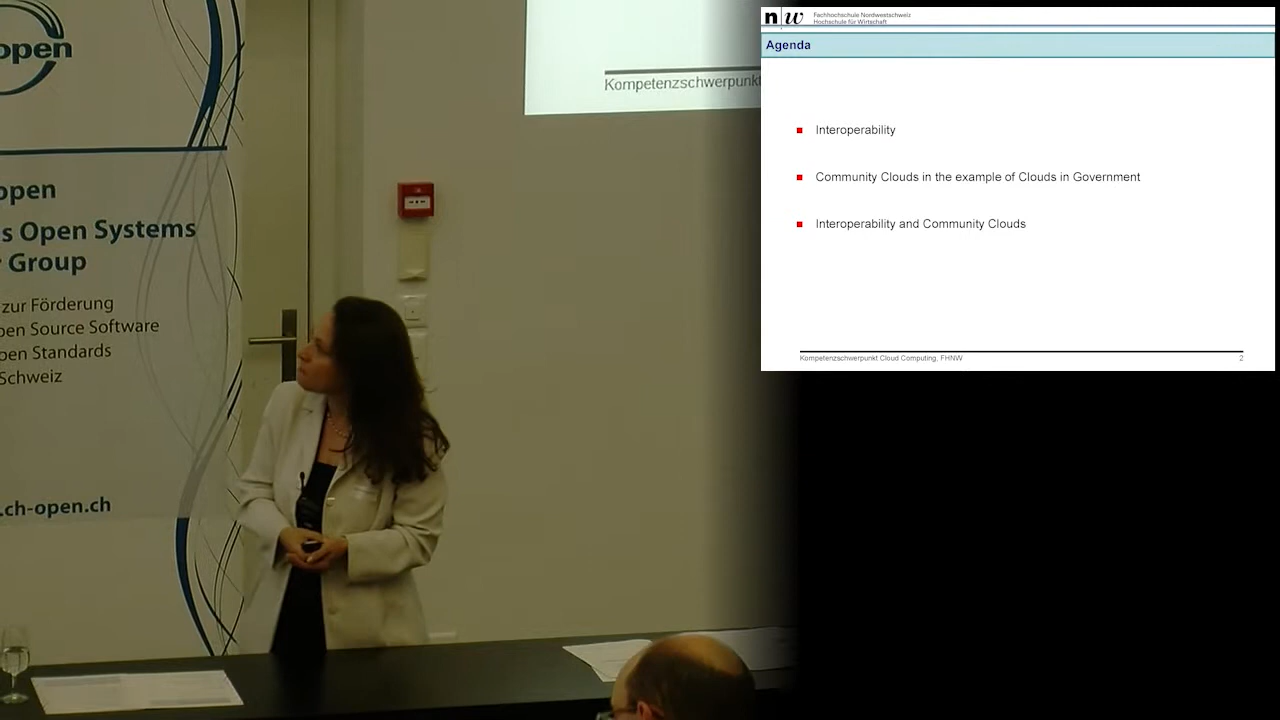 open
open
s Open Systems
Group
zur Förderung
Open Source Software
Open Standards
Schweiz
.ch-open.ch
Kompetenzschwerpunkt
n w
Fachhochschule Nordwestschweiz
Hochschule für Wirtschaft
Agenda
Interoperability
Community Clouds in the example of Clouds in Government
Interoperability and Community Clouds
Kompetenzschwerpunkt Cloud Computing, FHNW
2